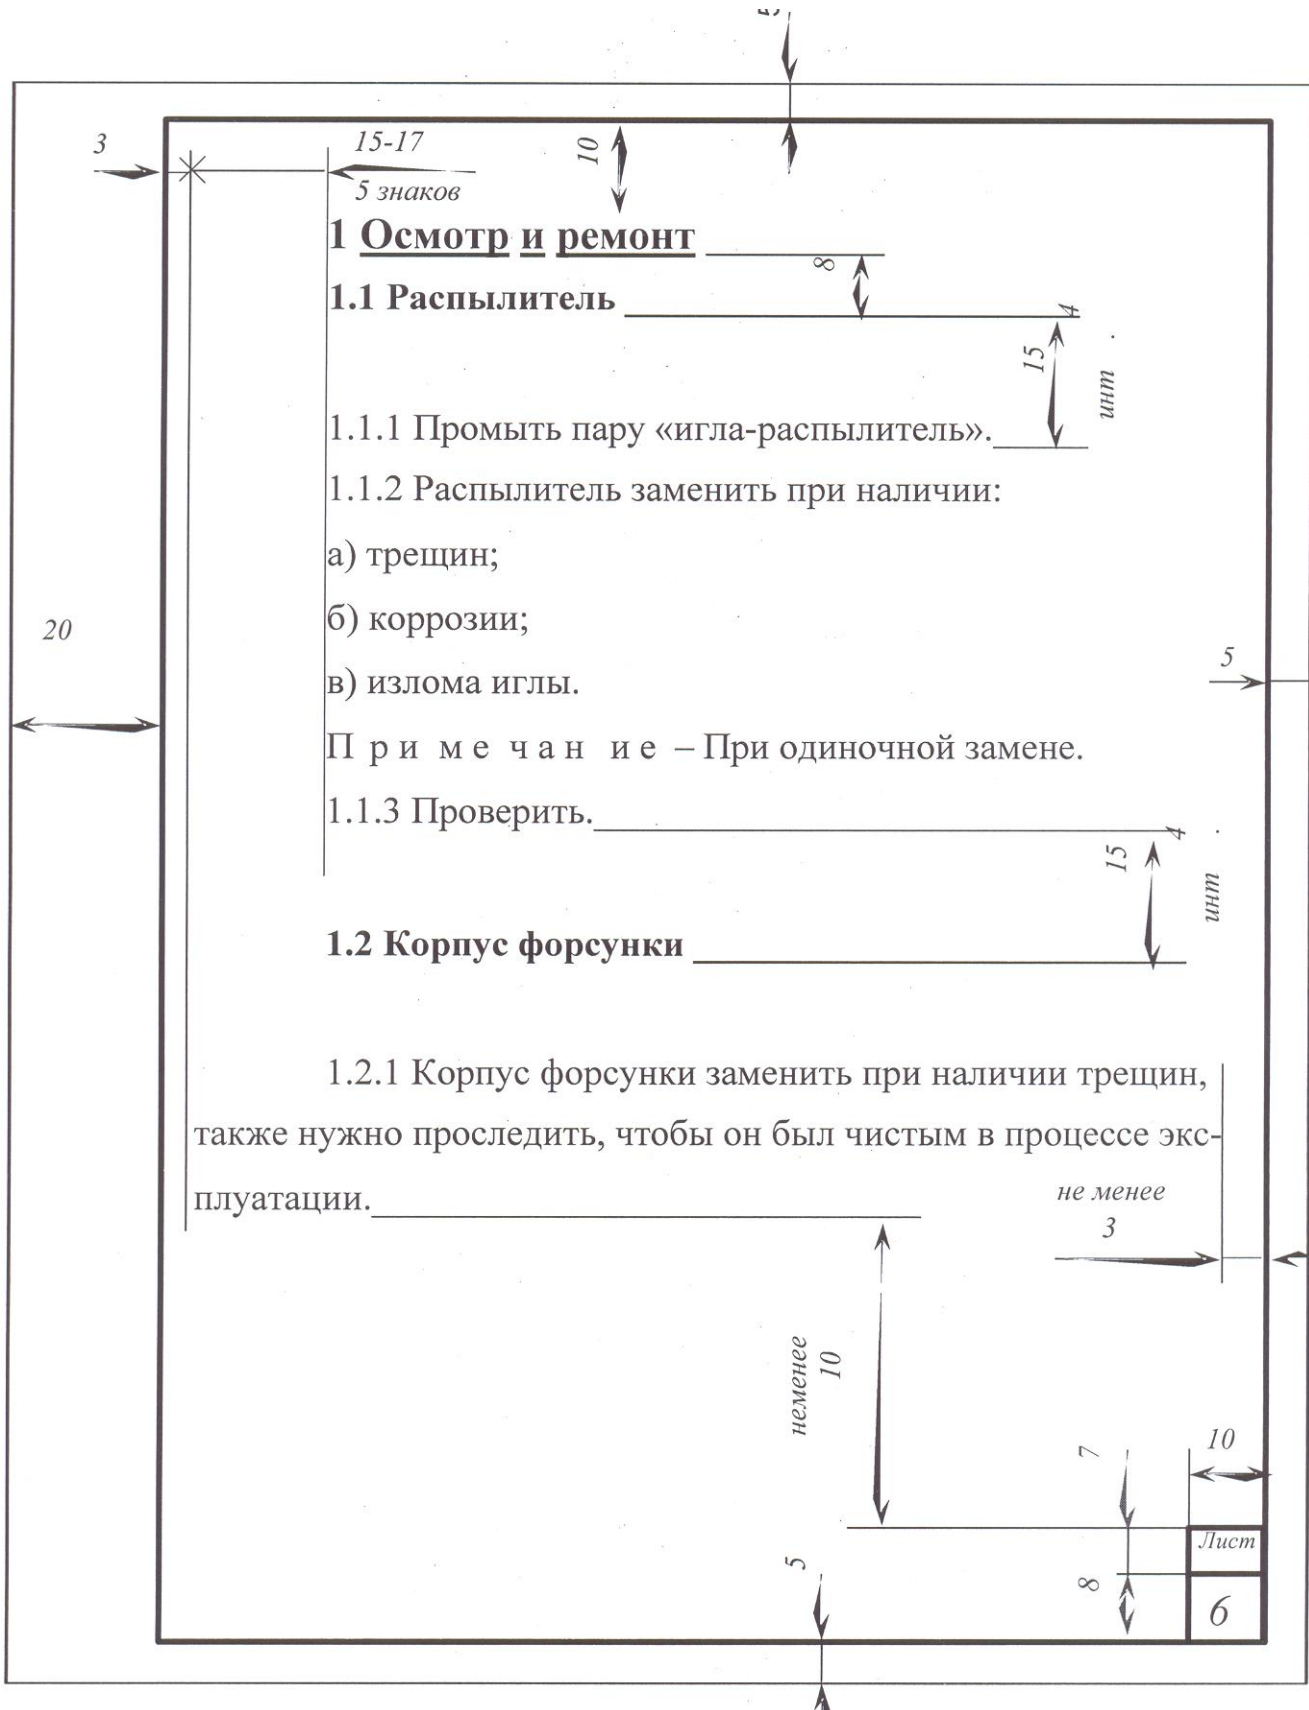 5
3
15-17
10
5 знаков
1 Осмотр и ремонт
8
1.1 Распылитель
4
15
инт.
1.1.1 Промыть пару «игла-распылитель».
1.1.2 Распылитель заменить при наличии:
а) трещин;
б) коррозии;
20
5
в) излома иглы.
П р и м е ч а н и е – При одиночной замене.
1.1.3 Проверить.
4
15
инт.
1.2 Корпус форсунки
1.2.1 Корпус форсунки заменить при наличии трещин,
также нужно проследить, чтобы он был чистым в процессе экс-
плуатации.
не менее
3
неменее
10
7
10
Лист
5
8
6